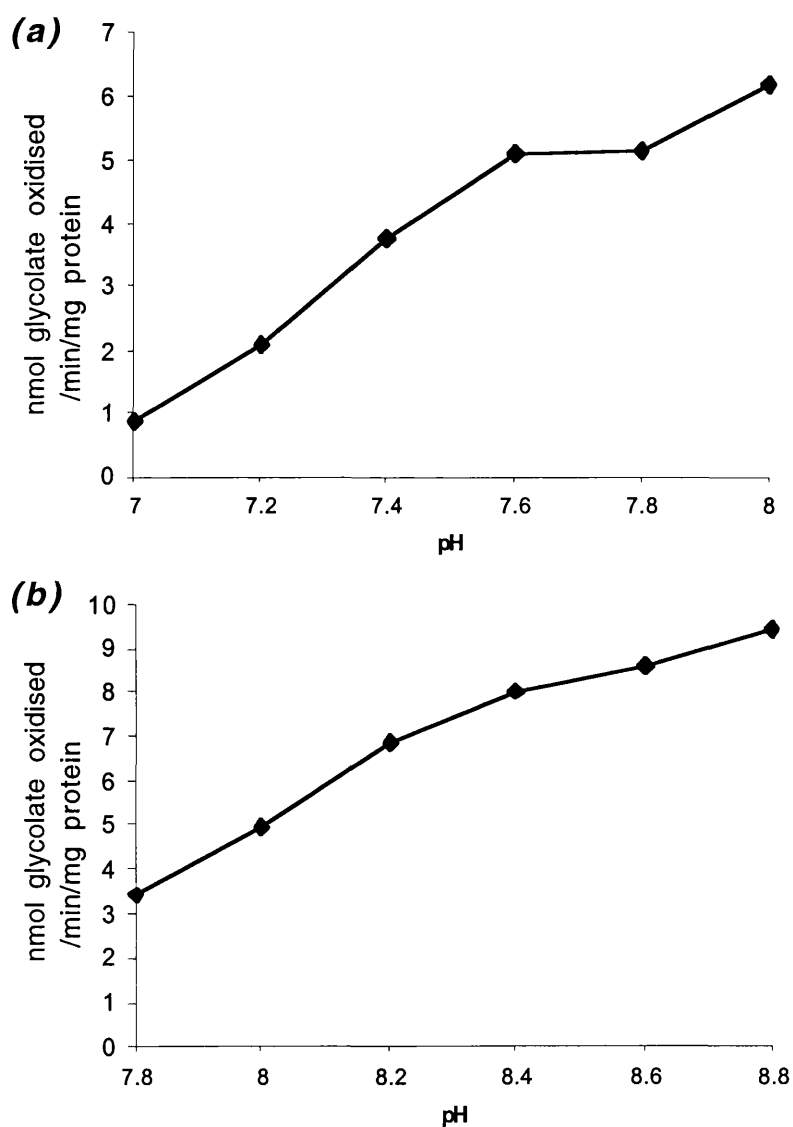 (a)
7
6
5
4
3
2
1
0
nmol glycolate oxidised
/min/mg protein
7 7.2 7.4 7.6 7.8 8
pH
(b)
10
9
8
7
6
5
4
3
2
1
0
nmol glycolate oxidised
/min/mg protein
7.8 8 8.2 8.4 8.6 8.8
pH